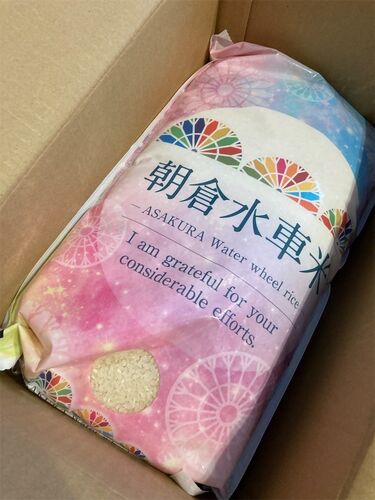 朝倉水車米
— ASAKURA Water wheel rice
I am grateful for your
considerable efforts.